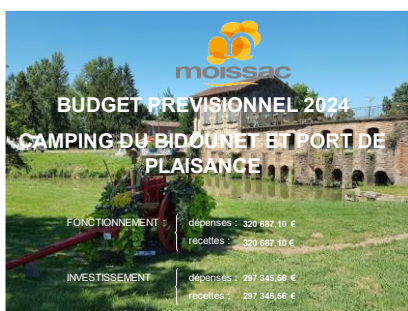 moissac
BUDGET PREVISIONNEL 2024
CAMPING DU BIDOUNET ET PORT DE
PLAISANCE
FONCTIONNEMENT : dépenses : 320 687,10 €
recettes : 320 687,10 €
INVESTISSEMENT dépenses : 297 345,56 €
recettes : 297 345,56 €